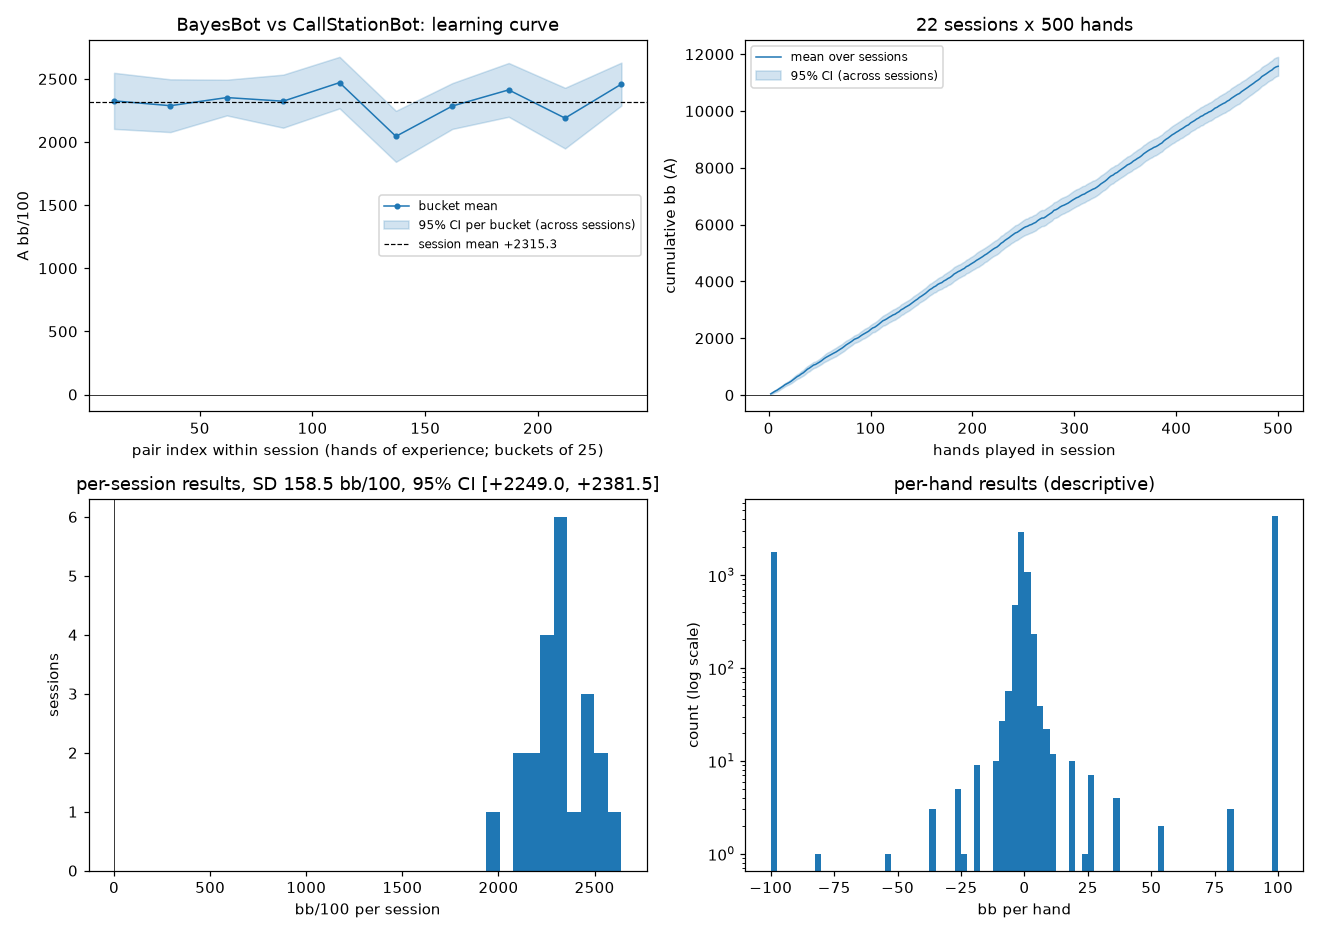 BayesBot vs CallStationBot: learning curve
A bb/100
2500
2000
1500
1000
500
0
bucket mean
95% CI per bucket (across sessions)
session mean +2315.3
50
100
150
200
pair index within session (hands of experience; buckets of 25)
22 sessions x 500 hands
cumulative bb (A)
12000
10000
8000
6000
4000
2000
0
mean over sessions
95% CI (across sessions)
0
100
200
300
400
500
hands played in session
per-session results, SD 158.5 bb/100, 95% CI [+2249.0, +2381.5]
sessions
6
5
4
3
2
1
0
0
500
1000
1500
2000
2500
bb/100 per session
per-hand results (descriptive)
count (log scale)
10³
10²
10¹
10⁰
−100
−75
−50
−25
0
25
50
75
100
bb per hand